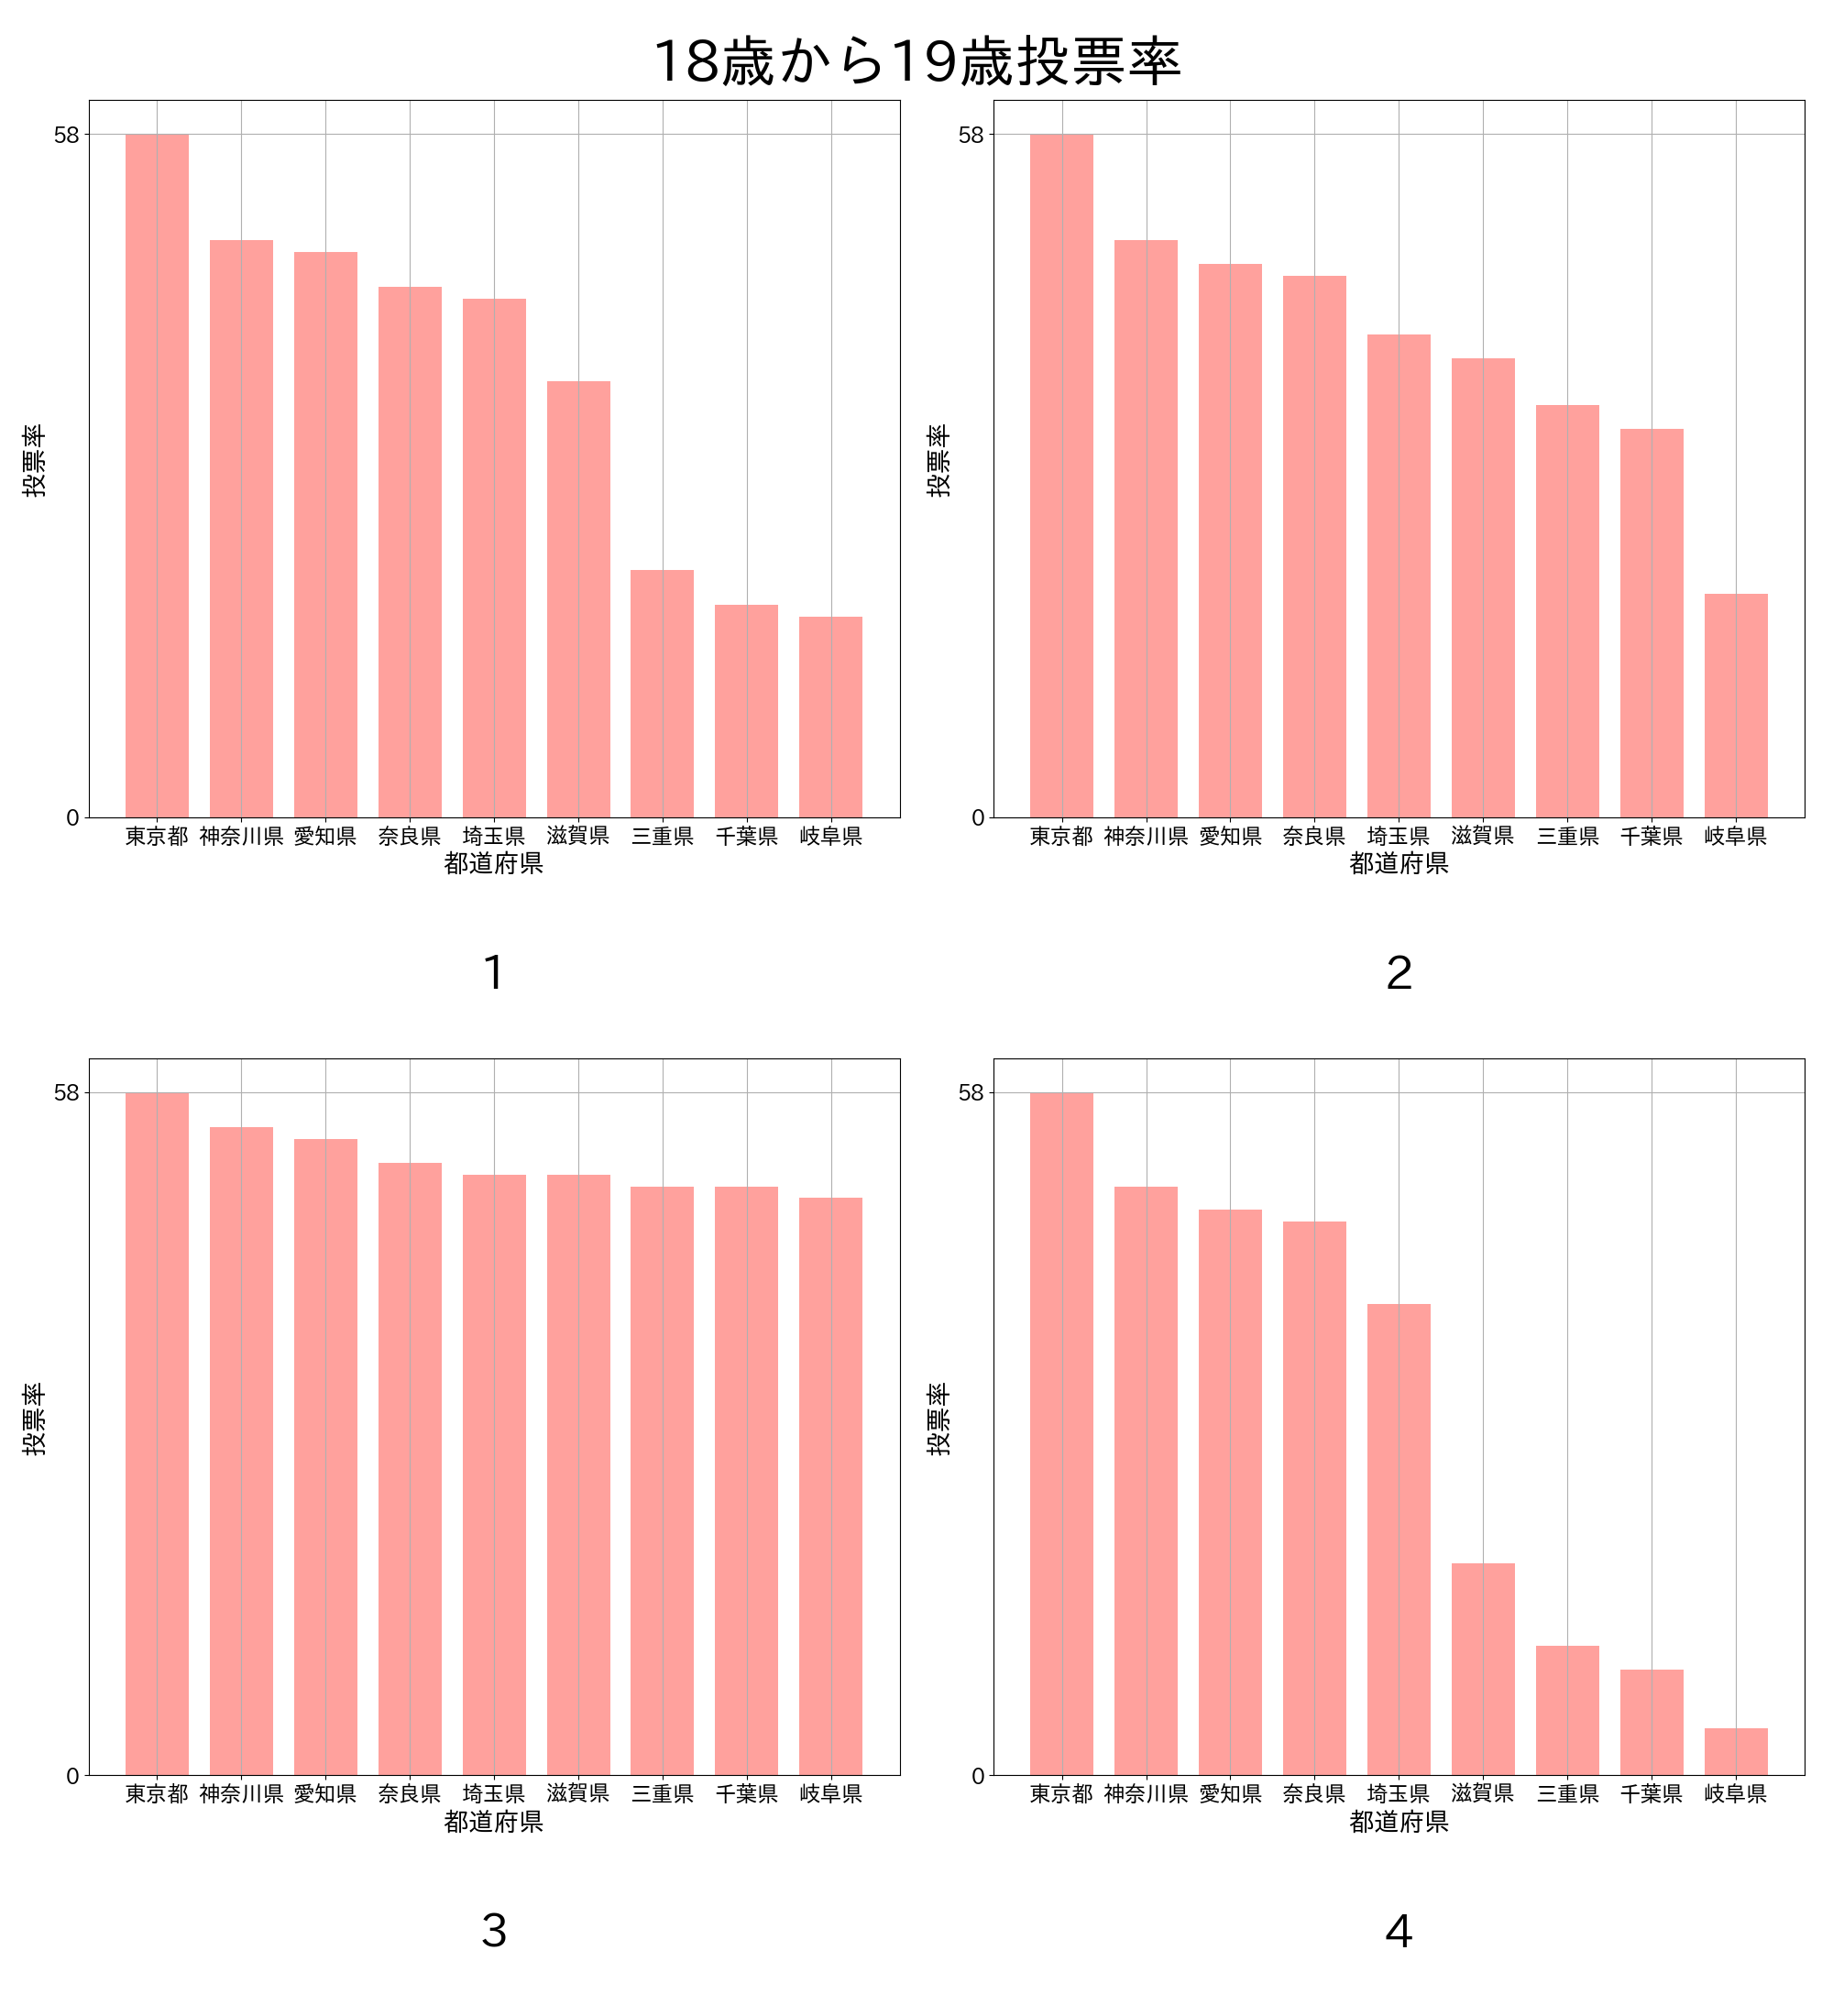 18歳から19歳投票率
58
0
投票率
東京都 神奈川県 愛知県 奈良県 埼玉県 滋賀県 三重県 千葉県 岐阜県
都道府県
1
58
0
投票率
東京都 神奈川県 愛知県 奈良県 埼玉県 滋賀県 三重県 千葉県 岐阜県
都道府県
2
58
0
投票率
東京都 神奈川県 愛知県 奈良県 埼玉県 滋賀県 三重県 千葉県 岐阜県
都道府県
3
58
0
投票率
東京都 神奈川県 愛知県 奈良県 埼玉県 滋賀県 三重県 千葉県 岐阜県
都道府県
4